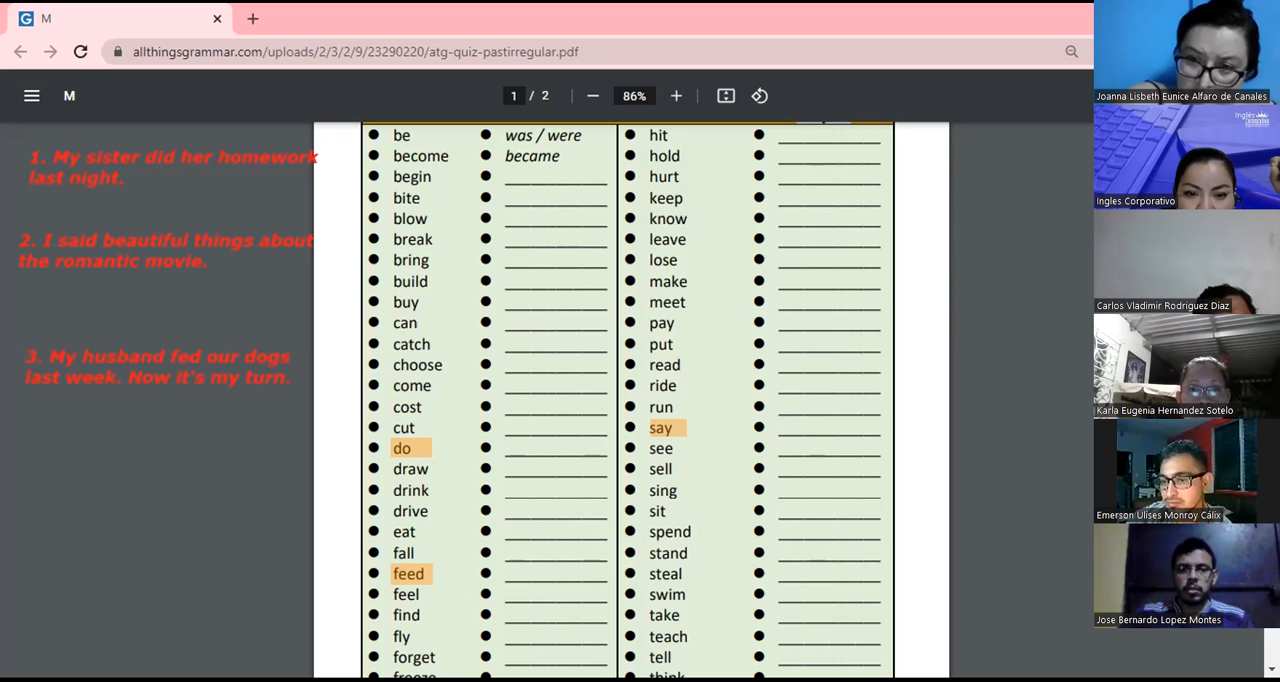 M
allthingsgrammar.com/uploads/2/3/2/9/23290220/atg-quiz-pastirregular.pdf
M
1 / 2
86%
1. My sister did her homework
last night.
2. I said beautiful things about
the romantic movie.
3. My husband fed our dogs
last week. Now it's my turn.
be was / were
become became
begin
bite
blow
break
bring
build
buy
can
catch
choose
come
cost
cut
do
draw
drink
drive
eat
fall
feed
feel
find
fly
forget
freeze
hit
hold
hurt
keep
know
leave
lose
make
meet
pay
put
read
ride
run
say
see
sell
sing
sit
spend
stand
steal
swim
take
teach
tell
think
Joanna Lisbeth Eunice Alfaro de Canales
Inglés
Corporativo
Ingles Corporativo
Carlos Vladimir Rodriguez Diaz
Karla Eugenia Hernandez Sotelo
Emerson Ulises Monroy Cálix
Jose Bernardo Lopez Montes